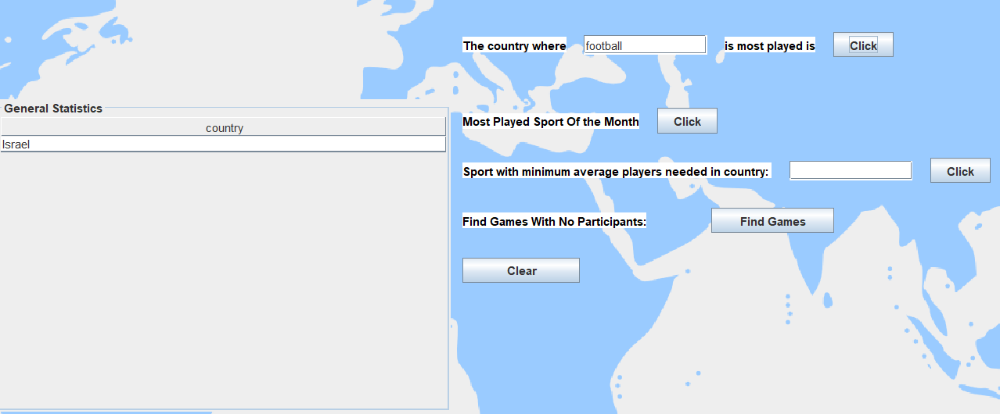 The country where football is most played is Click
General Statistics
country
Israel
Most Played Sport Of the Month Click
Sport with minimum average players needed in country: Click
Find Games With No Participants: Find Games
Clear